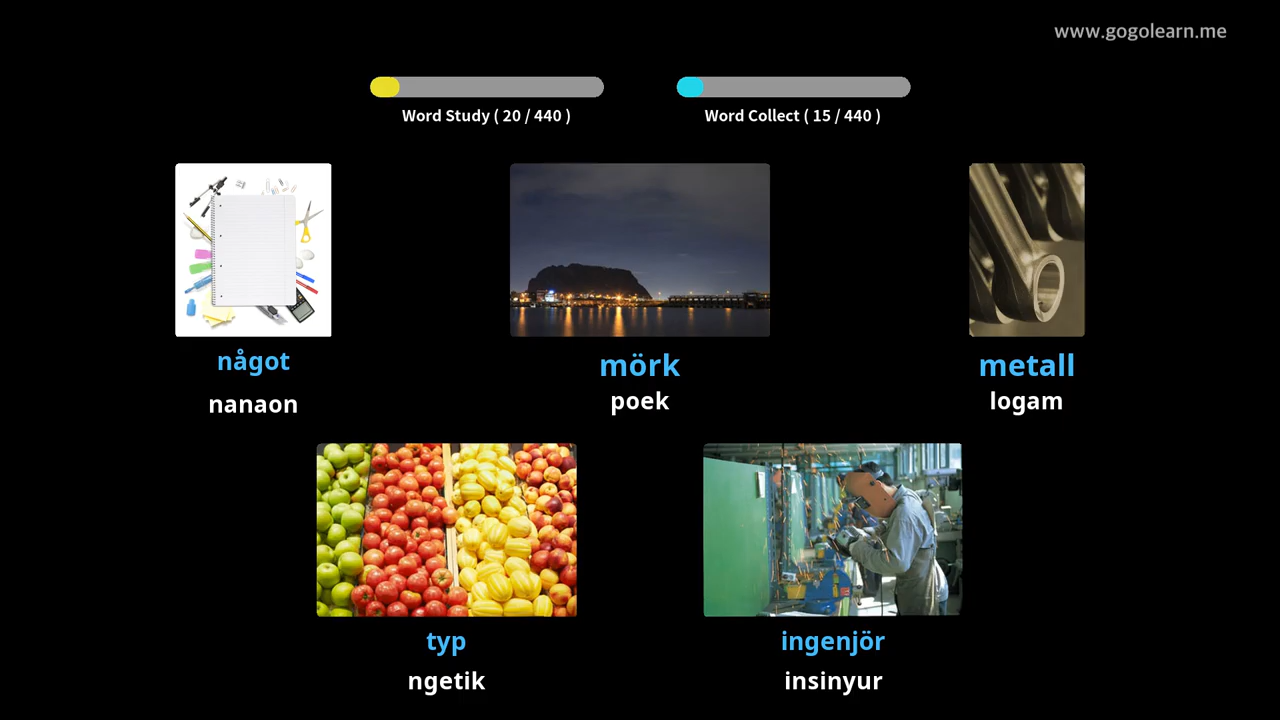 www.gogolearn.me
Word Study ( 20 / 440 )
Word Collect ( 15 / 440 )
något
nanaon
mörk
poek
metall
logam
typ
ngetik
ingenjör
insinyur